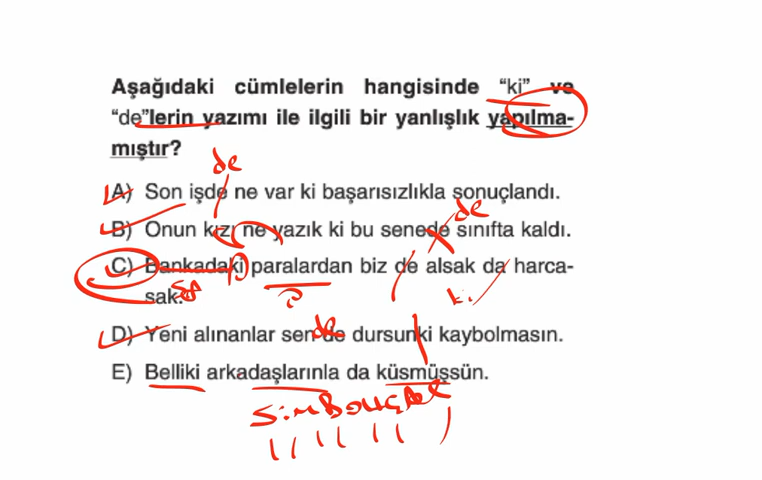 Aşağıdaki cümlelerin hangisinde "ki" ve
"de"lerin yazımı ile ilgili bir yanlışlık yapılma-
mıştır?
de
A) Son işde ne var ki başarısızlıkla sonuçlandı.
de
B) Onun kızı ne yazık ki bu senede sınıfta kaldı.
C) Bankadaki paralardan biz de alsak da harca-
sak.
ki
de
D) Yeni alınanlar sende dursunki kaybolmasın.
E) Belliki arkadaşlarınla da küsmüssün.